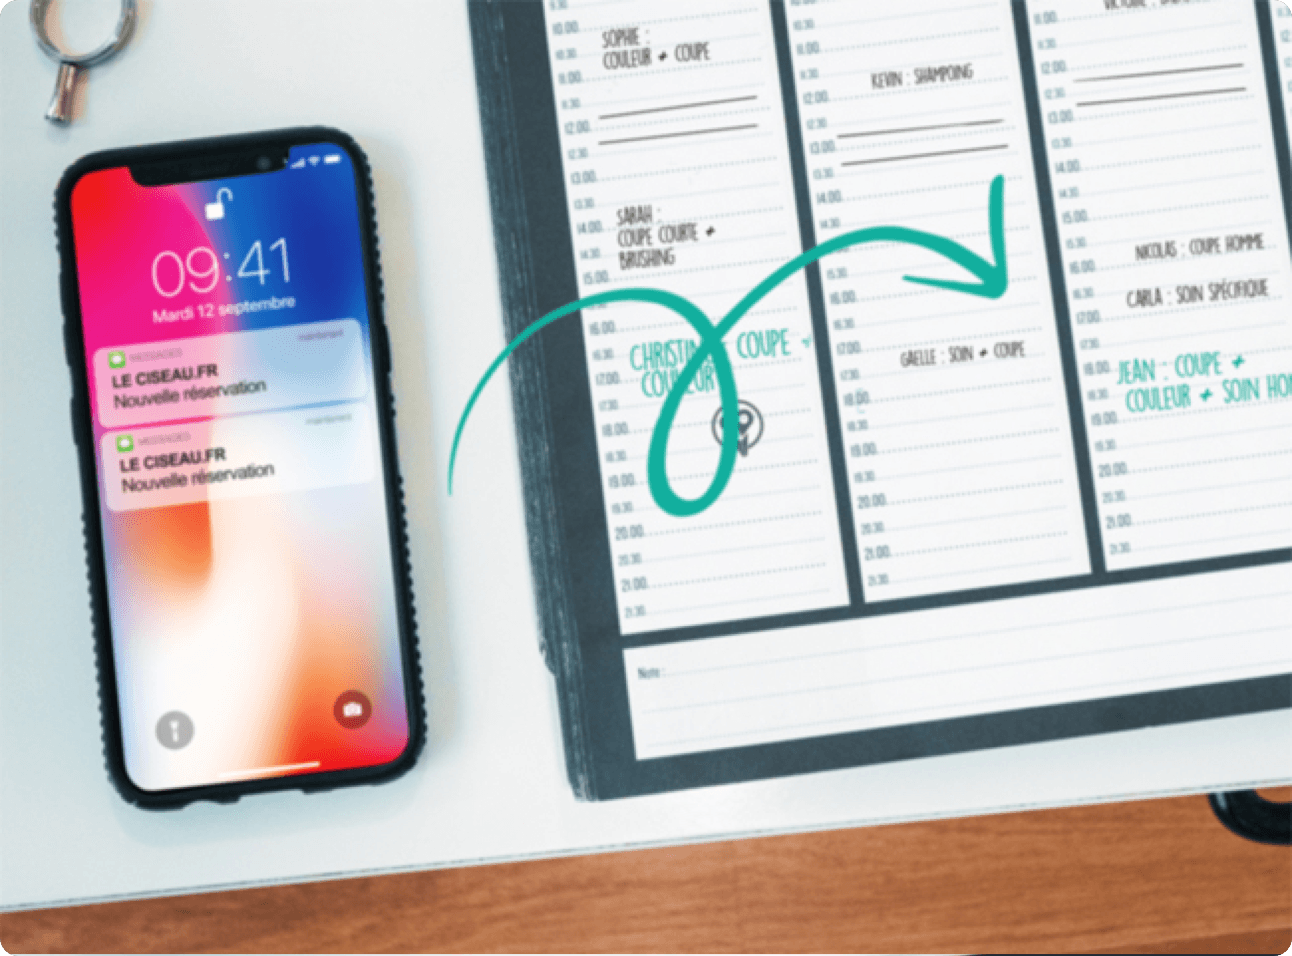 09:41
Mardi 12 septembre
MESSAGES
maintenant
LE CISEAU.FR
Nouvelle réservation
MESSAGES
maintenant
LE CISEAU.FR
Nouvelle réservation
10.00
10.30
SOPHIE :
COULEUR + COUPE
11.00
11.30
12.00
12.30
13.00
13.30
SARAH :
14.00
COUPE COURTE +
14.30
BRUSHING
15.00
16.00
16.30
CHRISTIN COUPE +
17.00
COULEUR
17.30
18.00
18.30
19.00
19.30
20.00
20.30
21.00
21.30
10.30
11.00
11.30
KEVIN : SHAMPOING
12.00
12.30
13.00
13.30
14.00
14.30
15.30
16.00
16.30
17.00
GAELLE : SOIN + COUPE
17.30
18.00
18.30
19.00
19.30
20.00
20.30
21.00
21.30
11.00
11.30
12.00
12.30
13.00
13.30
14.00
14.30
15.00
15.30
NICOLAS : COUPE HOMME
16.00
16.30
CARLA : SOIN SPÉCIFIQUE
17.00
17.30
18.00
JEAN : COUPE +
18.30
COULEUR + SOIN HOM
19.00
19.30
20.00
20.30
21.00
21.30
Note :